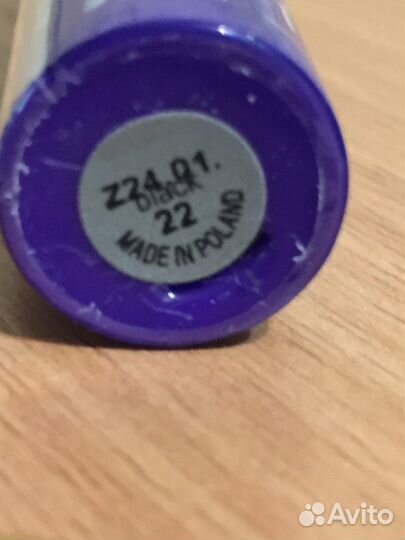 Z24.01.
black
22
MADE IN POLAND
Avito